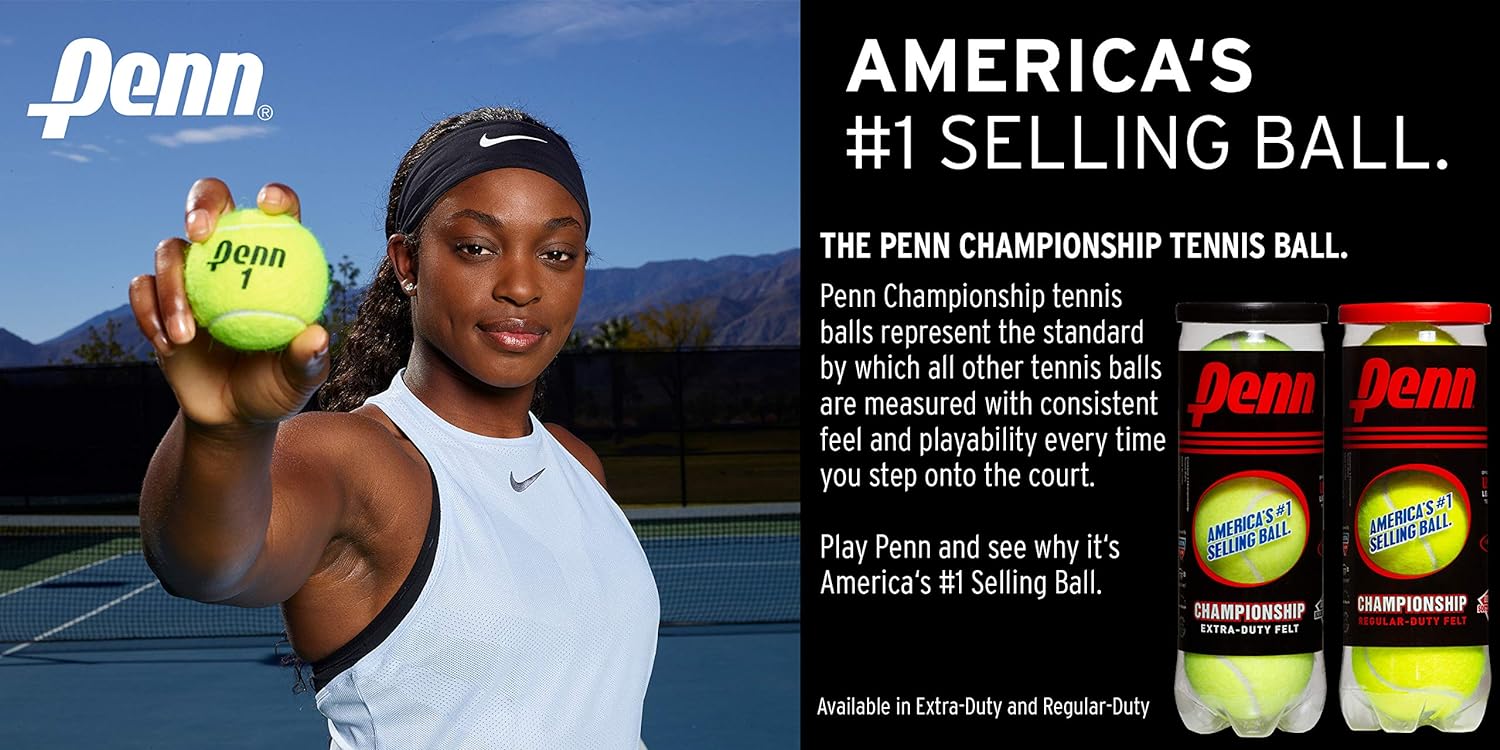 Penn®
Penn
1
AMERICA‘S
#1 SELLING BALL.
THE PENN CHAMPIONSHIP TENNIS BALL.
Penn Championship tennis
balls represent the standard
by which all other tennis balls
are measured with consistent
feel and playability every time
you step onto the court.
Play Penn and see why it‘s
America‘s #1 Selling Ball.
Available in Extra-Duty and Regular-Duty
Penn
AMERICA'S #1
SELLING BALL.
CHAMPIONSHIP
EXTRA-DUTY FELT
Penn
AMERICA'S #1
SELLING BALL.
CHAMPIONSHIP
REGULAR-DUTY FELT